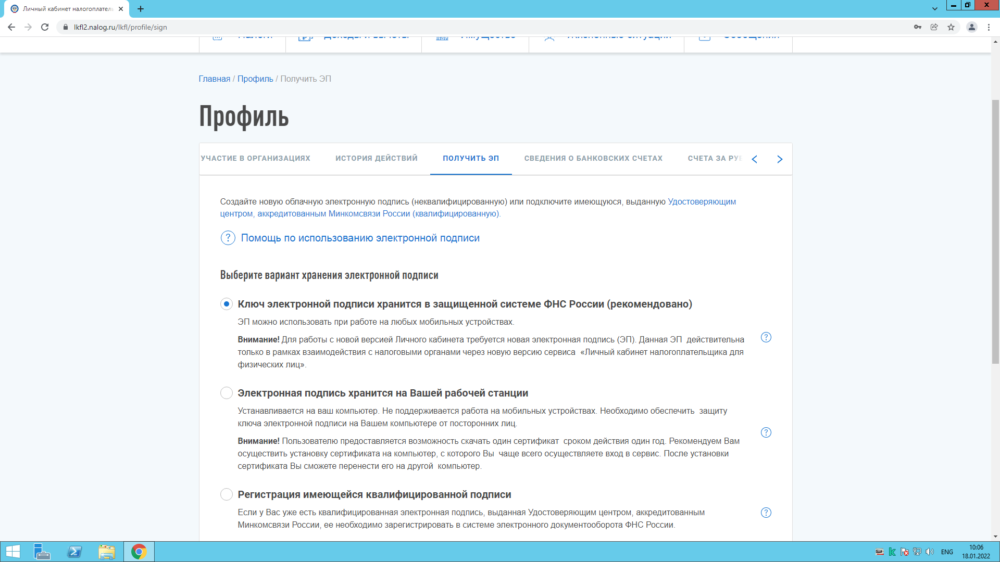 Личный кабинет налогоплатель
lkfl2.nalog.ru/lkfl/profile/sign
Налоги Доходы и вычеты Имущество Жизненные ситуации Сообщения
Главная / Профиль / Получить ЭП
Профиль
УЧАСТИЕ В ОРГАНИЗАЦИЯХ ИСТОРИЯ ДЕЙСТВИЙ ПОЛУЧИТЬ ЭП СВЕДЕНИЯ О БАНКОВСКИХ СЧЕТАХ СЧЕТА ЗА РУБ
Создайте новую облачную электронную подпись (неквалифицированную) или подключите имеющуюся, выданную Удостоверяющим
центром, аккредитованным Минкомсвязи России (квалифицированную).
? Помощь по использованию электронной подписи
Выберите вариант хранения электронной подписи
Ключ электронной подписи хранится в защищенной системе ФНС России (рекомендовано)
ЭП можно использовать при работе на любых мобильных устройствах.
Внимание! Для работы с новой версией Личного кабинета требуется новая электронная подпись (ЭП). Данная ЭП действительна
только в рамках взаимодействия с налоговыми органами через новую версию сервиса «Личный кабинет налогоплательщика для
физических лиц».
?
Электронная подпись хранится на Вашей рабочей станции
Устанавливается на ваш компьютер. Не поддерживается работа на мобильных устройствах. Необходимо обеспечить защиту
ключа электронной подписи на Вашем компьютере от посторонних лиц.
?
Внимание! Пользователю предоставляется возможность скачать один сертификат сроком действия один год. Рекомендуем Вам
осуществить установку сертификата на компьютер, с которого Вы чаще всего осуществляете вход в сервис. После установки
сертификата Вы сможете перенести его на другой компьютер.
Регистрация имеющейся квалифицированной подписи
Если у Вас уже есть квалифицированная электронная подпись, выданная Удостоверяющим центром, аккредитованным
Минкомсвязи России, ее необходимо зарегистрировать в системе электронного документооборота ФНС России.
?
ENG
10:06
18.01.2022